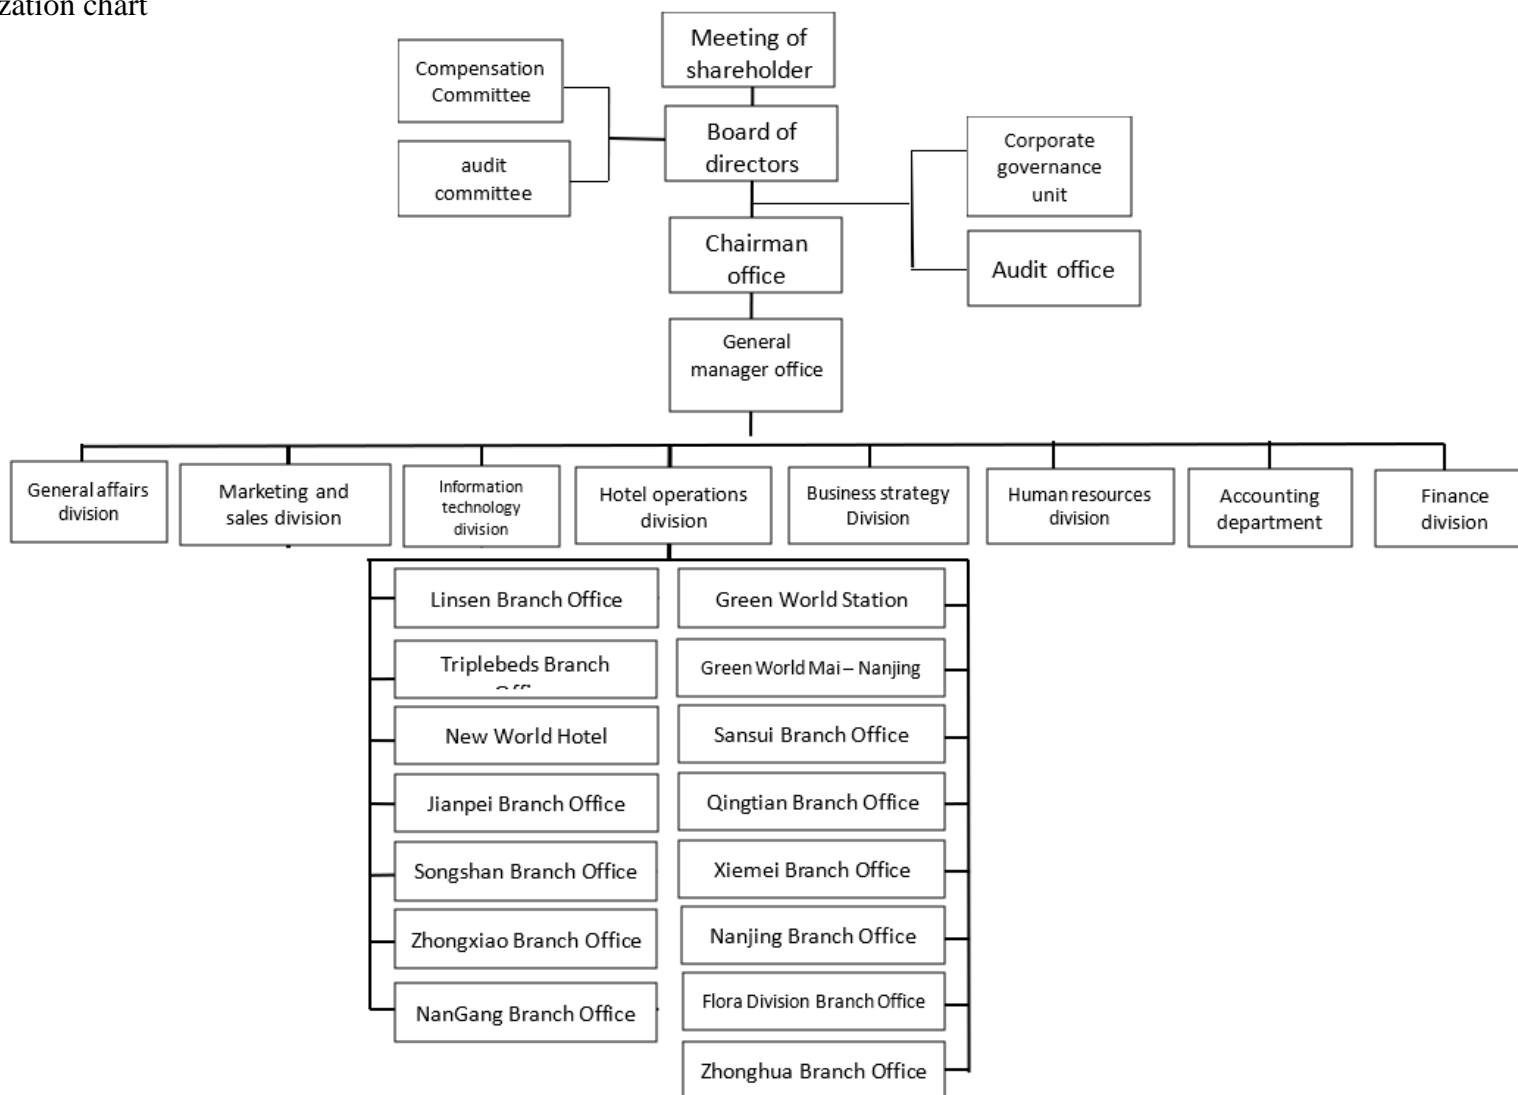 zation chart
Meeting of
shareholder
Compensation
Committee
Board of
directors
audit
committee
Corporate
governance
unit
Chairman
office
Audit office
General
manager office
General affairs
division
Marketing and
sales division
Information
technology
division
Hotel operations
division
Business strategy
Division
Human resources
division
Accounting
department
Finance
division
Linsen Branch Office
Green World Station
Triplebeds Branch
Green World Mai – Nanjing
New World Hotel
Sansui Branch Office
Jianpei Branch Office
Qingtian Branch Office
Songshan Branch Office
Xiemei Branch Office
Zhongxiao Branch Office
Nanjing Branch Office
NanGang Branch Office
Flora Division Branch Office
Zhonghua Branch Office